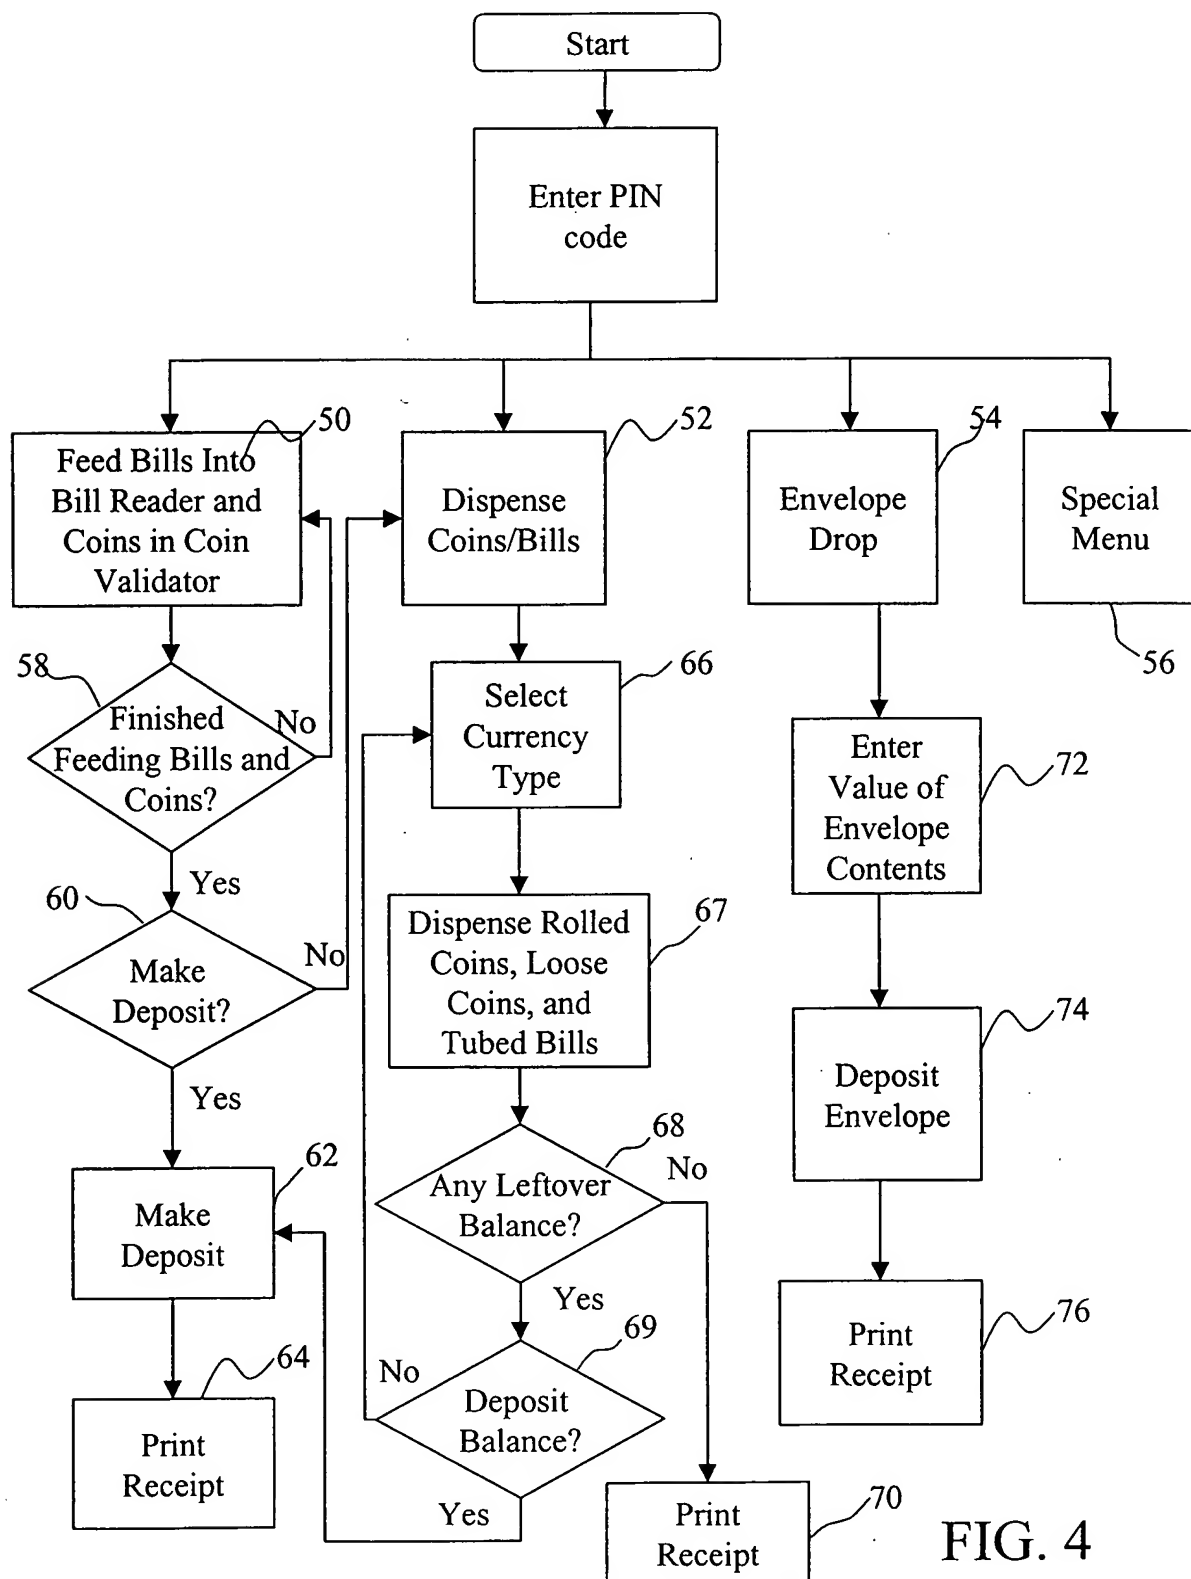 Start
Enter PIN
code
50
Feed Bills Into
Bill Reader and
Coins in Coin
Validator
52
Dispense
Coins/Bills
54
Envelope
Drop
Special
Menu
56
58
Finished
Feeding Bills and
Coins?
No
Yes
66
Select
Currency
Type
Enter
Value of
Envelope
Contents
72
60
Make
Deposit?
No
Yes
Dispense Rolled
Coins, Loose
Coins, and
Tubed Bills
67
74
Deposit
Envelope
62
Make
Deposit
68
Any Leftover
Balance?
No
Yes
69
Deposit
Balance?
No
Yes
76
Print
Receipt
64
Print
Receipt
70
Print
Receipt
FIG. 4